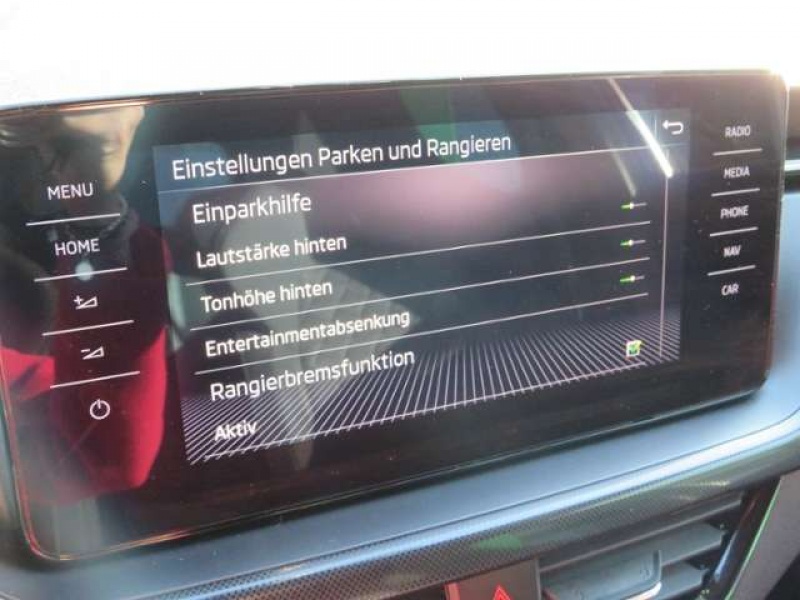 Einstellungen Parken und Rangieren
Einparkhilfe
Lautstärke hinten
Tonhöhe hinten
Entertainmentabsenkung
Rangierbremsfunktion
Aktiv
MENU
HOME
RADIO
MEDIA
PHONE
NAV
CAR